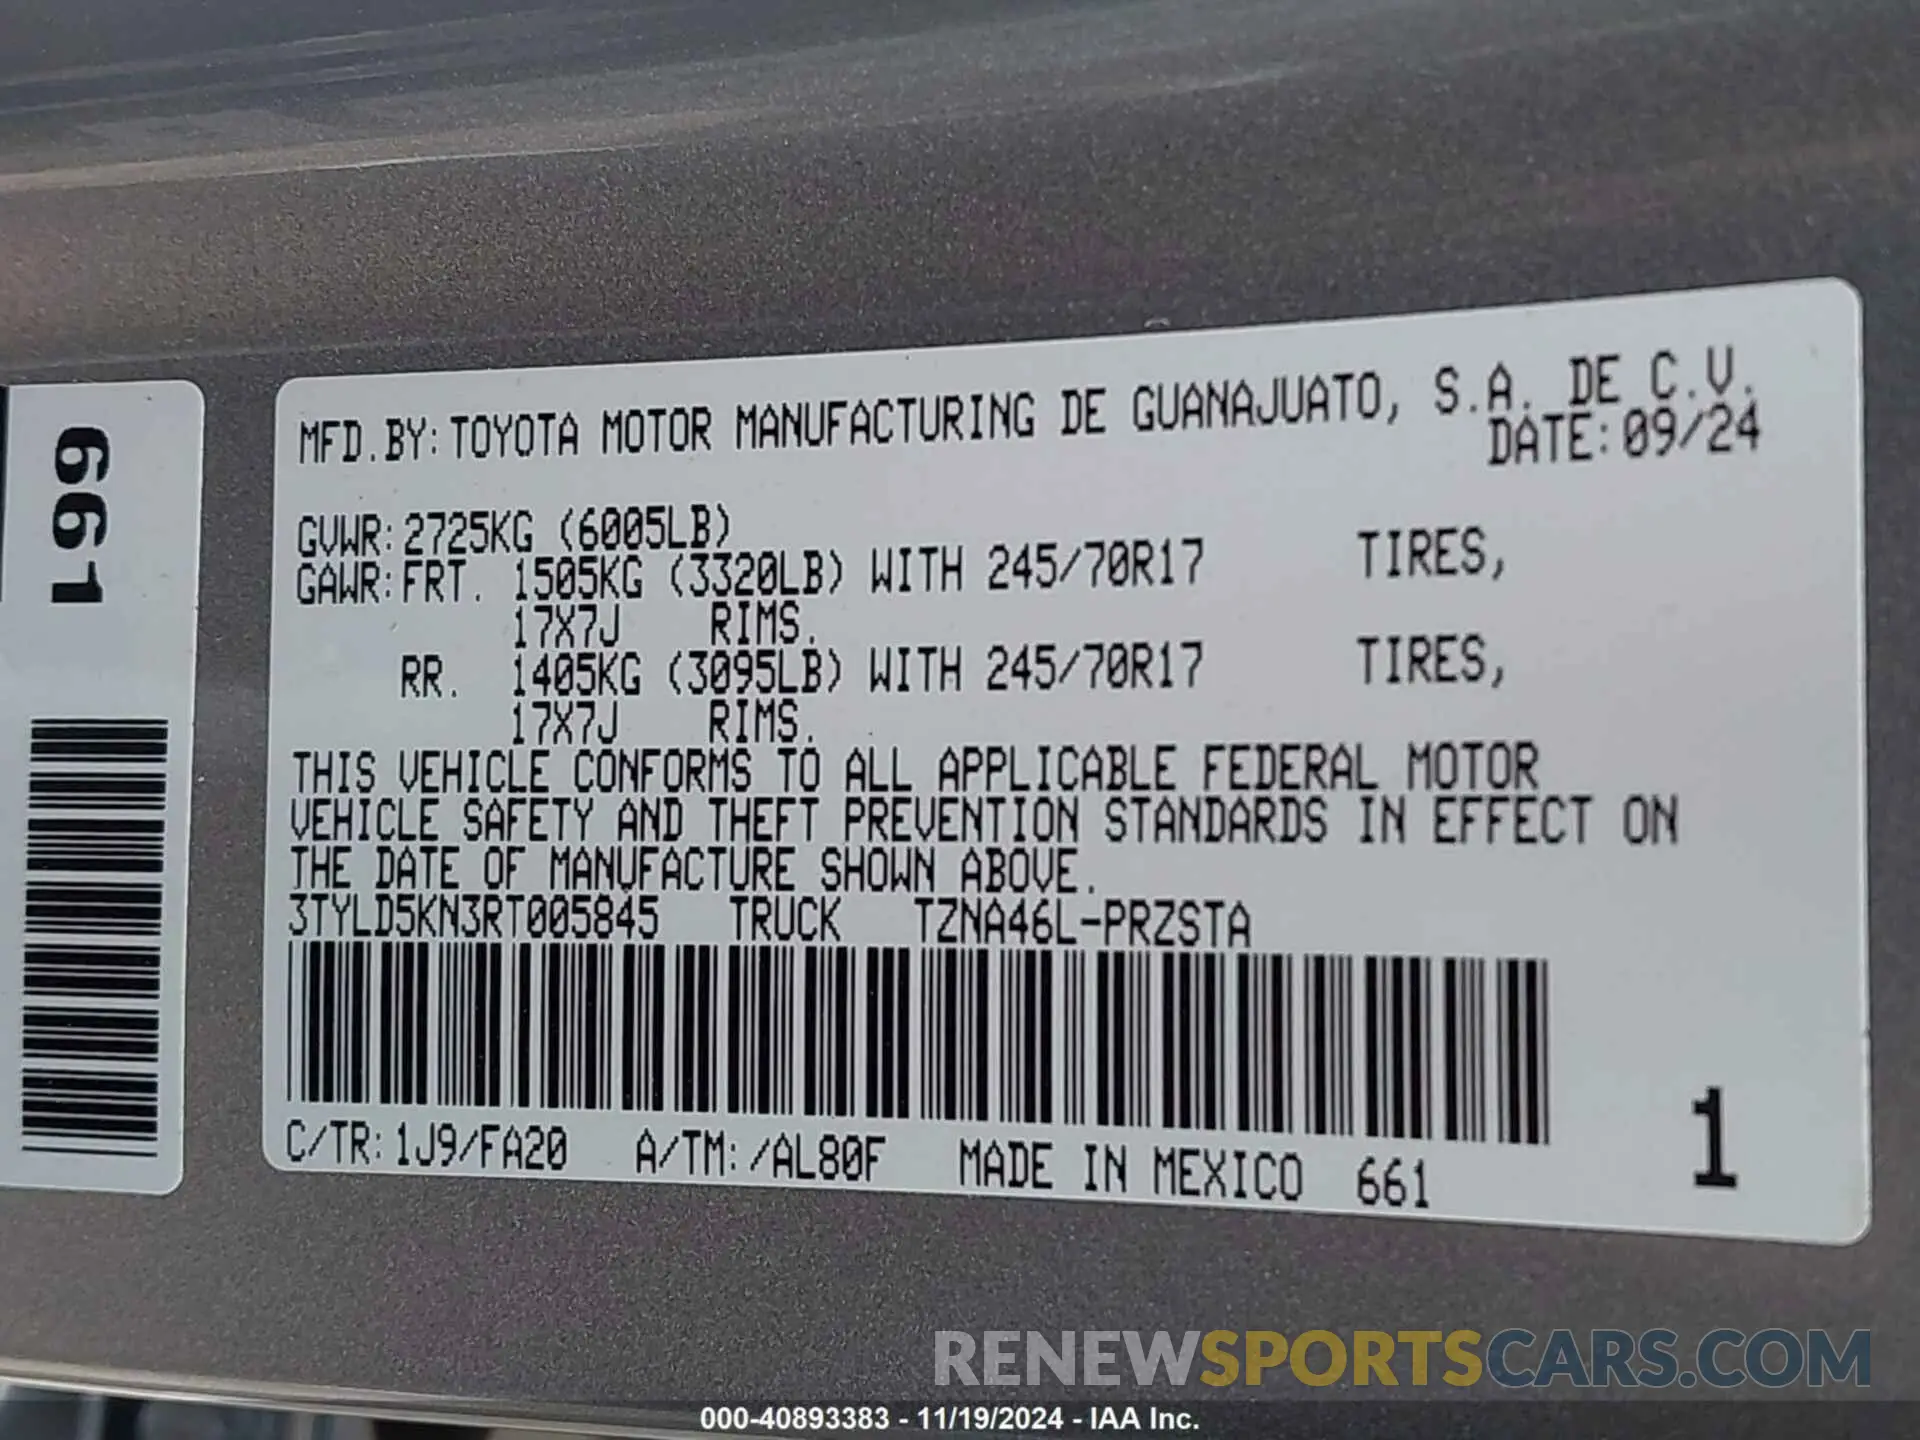 661
MFD.BY:TOYOTA MOTOR MANUFACTURING DE GUANAJUATO, S.A. DE C.V.
DATE:09/24
GVWR:2725KG (6005LB)
GAWR:FRT. 1505KG (3320LB) WITH 245/70R17 TIRES,
17X7J RIMS.
RR. 1405KG (3095LB) WITH 245/70R17 TIRES,
17X7J RIMS.
THIS VEHICLE CONFORMS TO ALL APPLICABLE FEDERAL MOTOR
VEHICLE SAFETY AND THEFT PREVENTION STANDARDS IN EFFECT ON
THE DATE OF MANUFACTURE SHOWN ABOVE.
3TYLD5KN3RT005845 TRUCK TZNA46L-PRZSTA
C/TR:1J9/FA20 A/TM:/AL80F MADE IN MEXICO 661
1
RENEWSPORTSCARS.COM
000-40893383 - 11/19/2024 - IAA Inc.